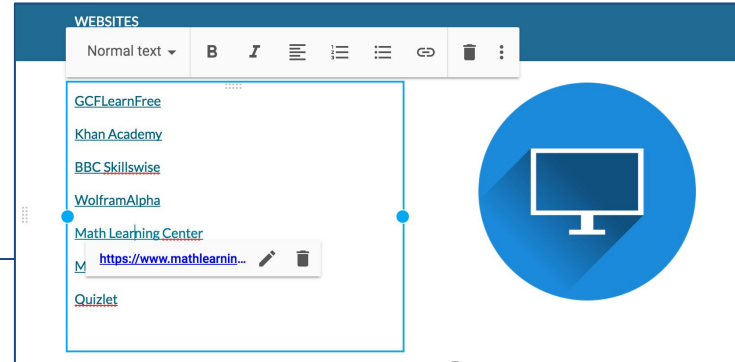 WEBSITES
Normal text
B I
GCFLearnFree
Khan Academy
BBC Skillswise
WolframAlpha
Math Learning Center
https://www.mathlearnin...
M
Quizlet